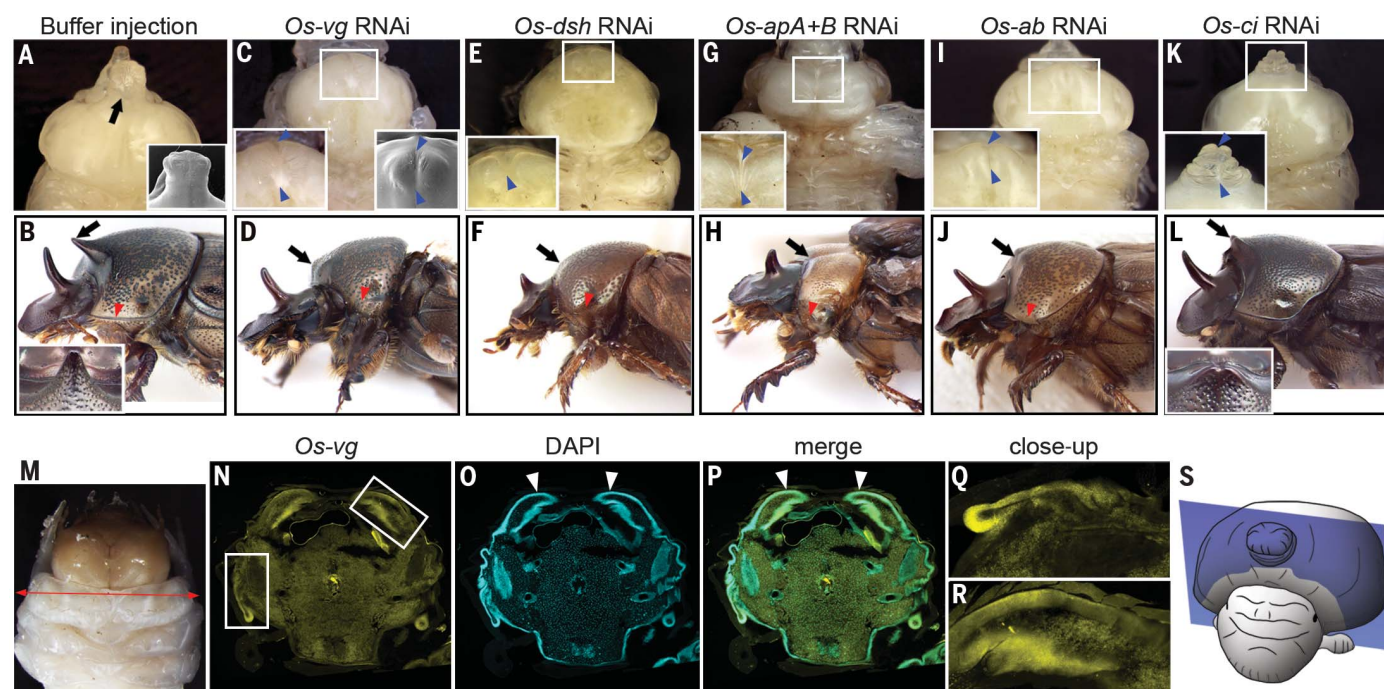 Buffer injection Os-vg RNAi Os-dsh RNAi Os-apA+B RNAi Os-ab RNAi Os-ci RNAi
A C E G I K
B D F H J L
Os-vg DAPI merge close-up
M N O P Q S
R